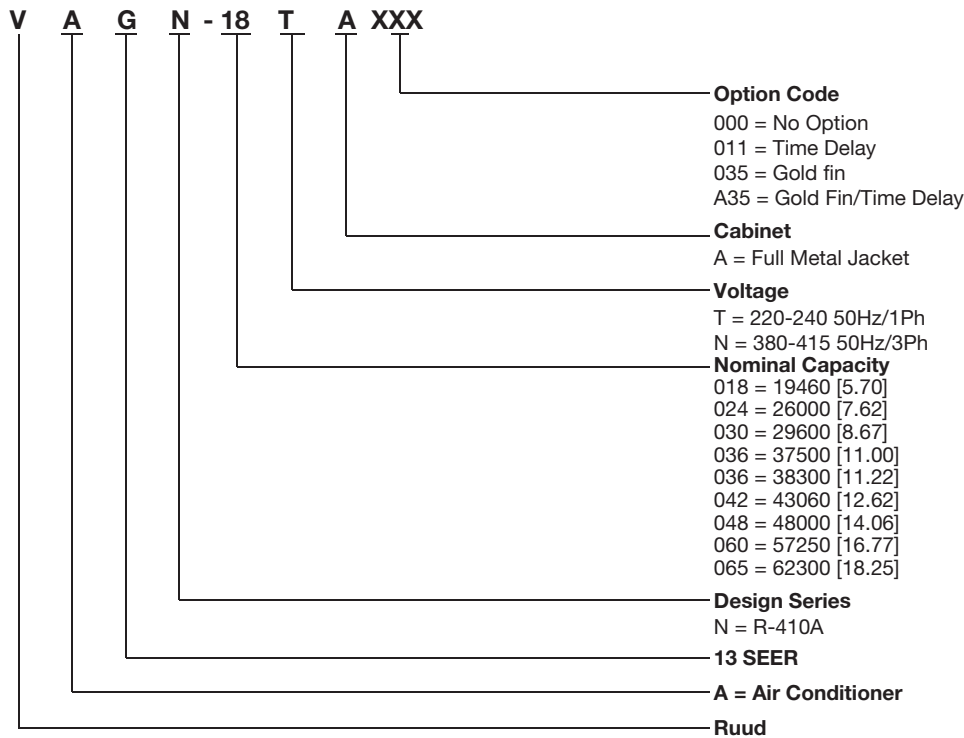 V A G N - 18 T A XXX
Option Code
000 = No Option
011 = Time Delay
035 = Gold fin
A35 = Gold Fin/Time Delay
Cabinet
A = Full Metal Jacket
Voltage
T = 220-240 50Hz/1Ph
N = 380-415 50Hz/3Ph
Nominal Capacity
018 = 19460 [5.70]
024 = 26000 [7.62]
030 = 29600 [8.67]
036 = 37500 [11.00]
036 = 38300 [11.22]
042 = 43060 [12.62]
048 = 48000 [14.06]
060 = 57250 [16.77]
065 = 62300 [18.25]
Design Series
N = R-410A
13 SEER
A = Air Conditioner
Ruud